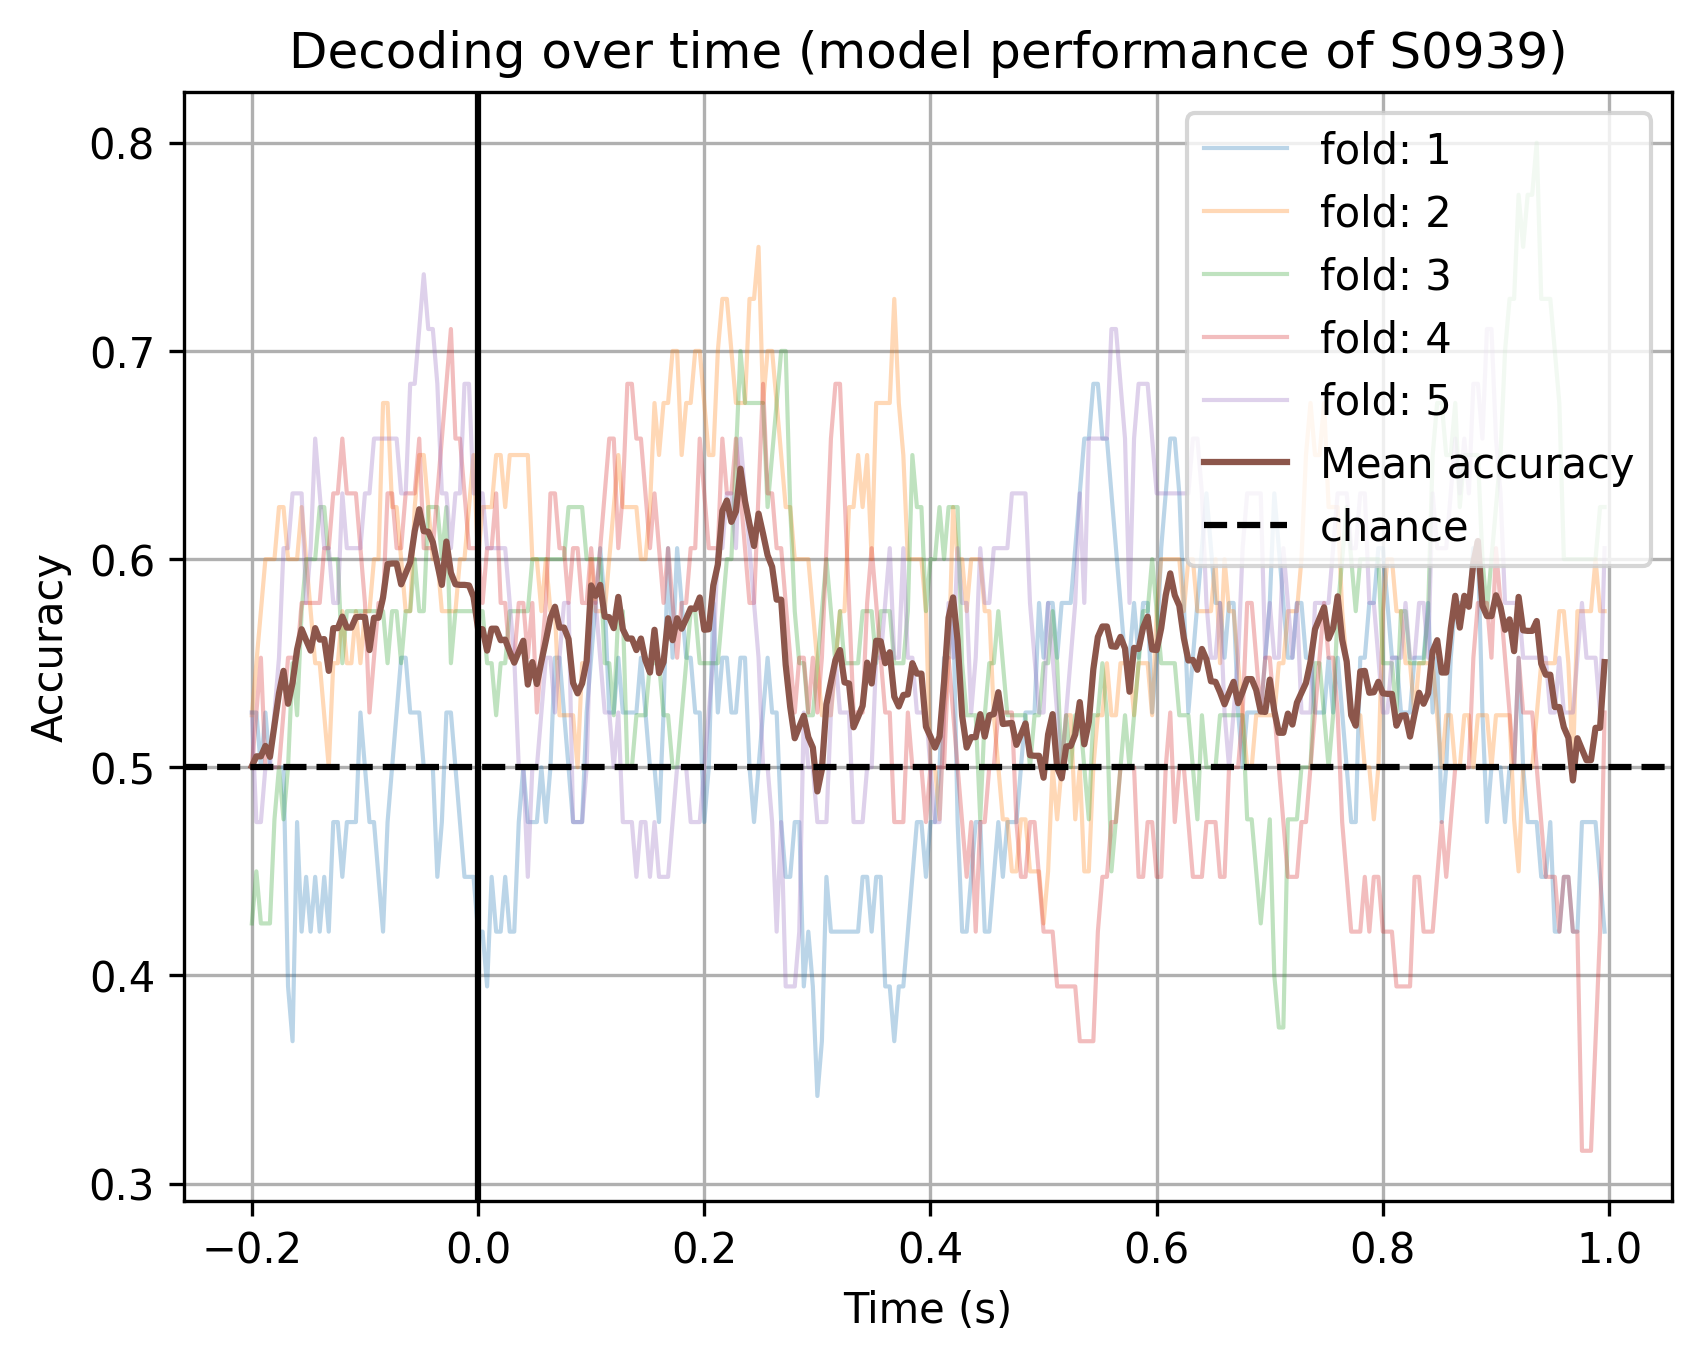 Decoding over time (model performance of S0939)
Accuracy
0.8
0.7
0.6
0.5
0.4
0.3
fold: 1
fold: 2
fold: 3
fold: 4
fold: 5
Mean accuracy
chance
−0.2 0.0 0.2 0.4 0.6 0.8 1.0
Time (s)